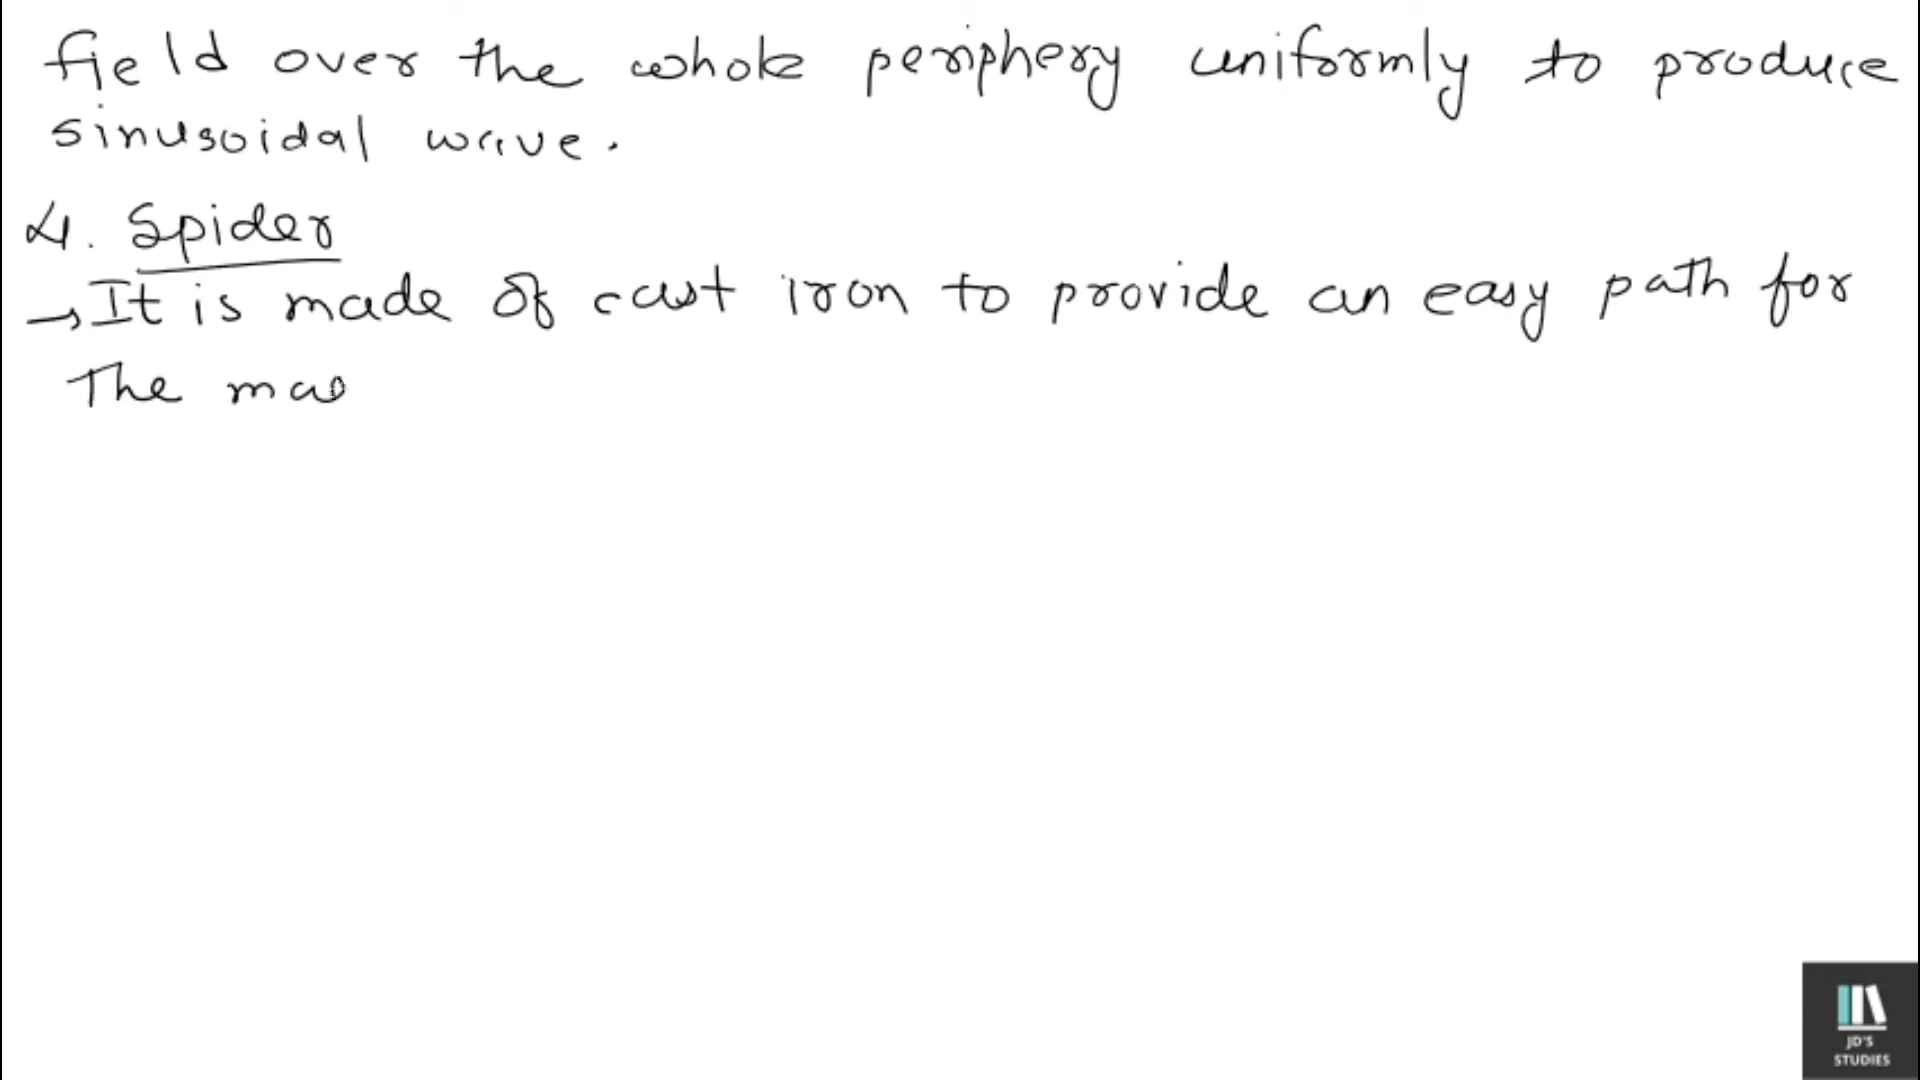 field over the whole periphery uniformly to produce
sinusoidal wave.
4. Spider
→ It is made of cast iron to provide an easy path for
The
JD'S
STUDIES